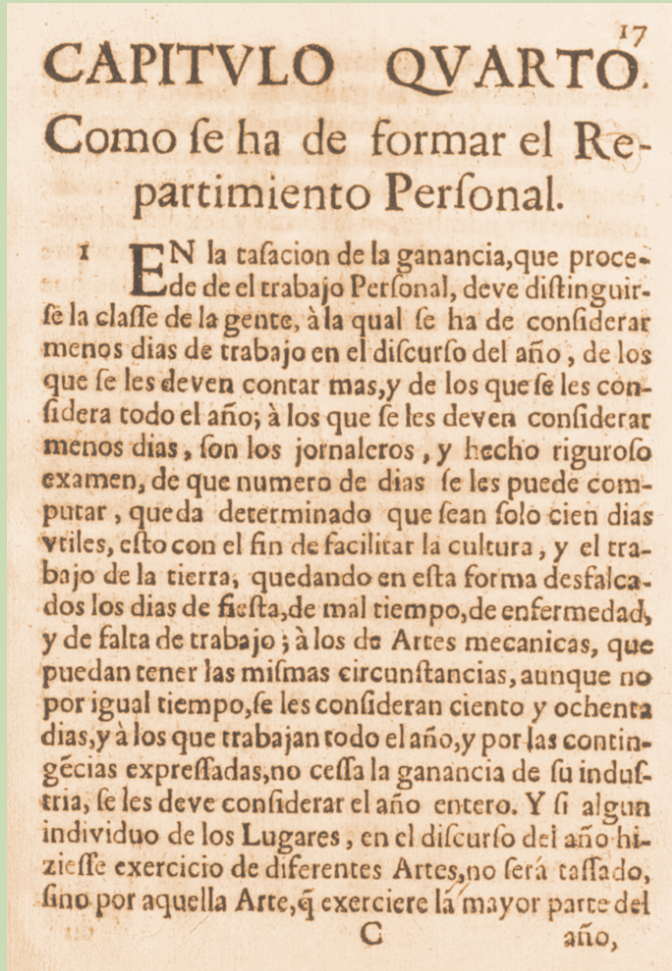 17
CAPITVLO QVARTO.
Como ſe ha de formar el Re-
partimiento Perſonal.
1 EN la taſacion de la ganancia,que proce-
de de el trabajo Perſonal, deve diſtinguir-
ſe la claſſe de la gente, à la qual ſe ha de conſiderar
menos dias de trabajo en el diſcurſo del año, de los
que ſe les deven contar mas,y de los que ſe les con-
ſidera todo el año; à los que ſe les deven conſiderar
menos dias, ſon los jornaleros, y hecho riguroſo
examen, de que numero de dias ſe les puede com-
putar, queda determinado que ſean ſolo cien dias
vtiles, eſto con el fin de facilitar la cultura, y el tra-
bajo de la tierra, quedando en eſta forma desfalca-
dos los dias de fieſta,de mal tiempo,de enfermedad,
y de falta de trabajo; à los de Artes mecanicas, que
puedan tener las miſmas circunſtancias, aunque no
por igual tiempo,ſe les conſideran ciento y ochenta
dias,y à los que trabajan todo el año,y por las contin-
gẽcias expreſſadas,no ceſſa la ganancia de ſu induſ-
tria, ſe les deve conſiderar el año entero. Y ſi algun
individuo de los Lugares, en el diſcurſo del año hi-
zieſſe exercicio de diferentes Artes,no ſerá taſſado,
ſino por aquella Arte,q̃ exerciere la mayor parte del
C año,